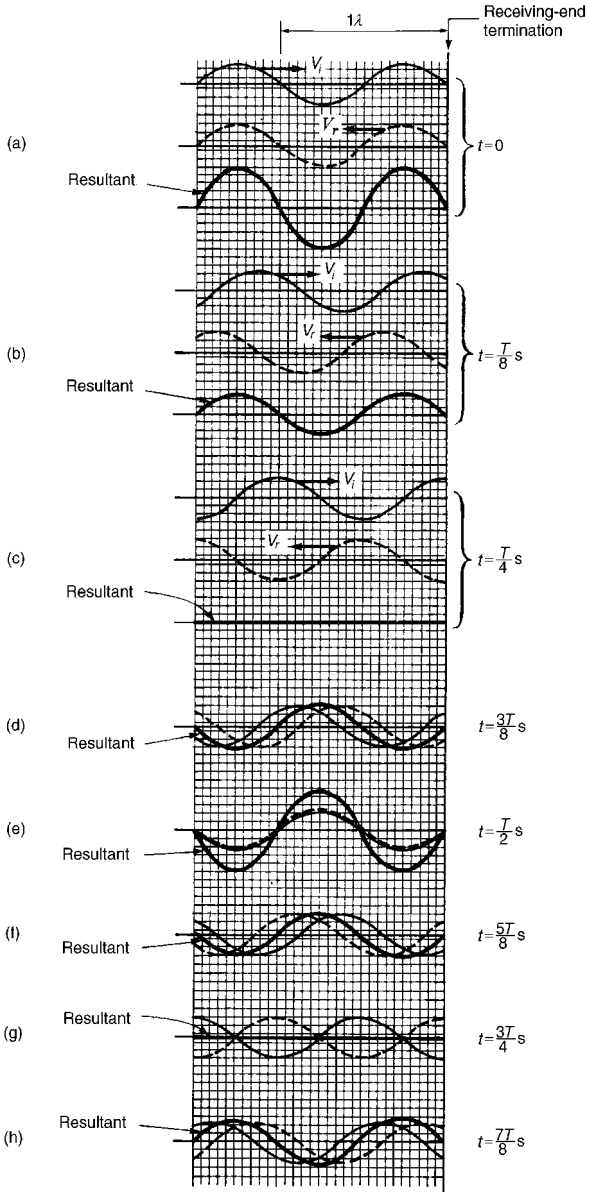 1λ
Receiving-end
termination
(a)
V_i
V_r
Resultant
t=0
(b)
V_i
V_r
Resultant
t=T/8 s
(c)
V_i
V_r
Resultant
t=T/4 s
(d)
Resultant
t=3T/8 s
(e)
Resultant
t=T/2 s
(f)
Resultant
t=5T/8 s
(g)
Resultant
t=3T/4 s
(h)
Resultant
t=7T/8 s